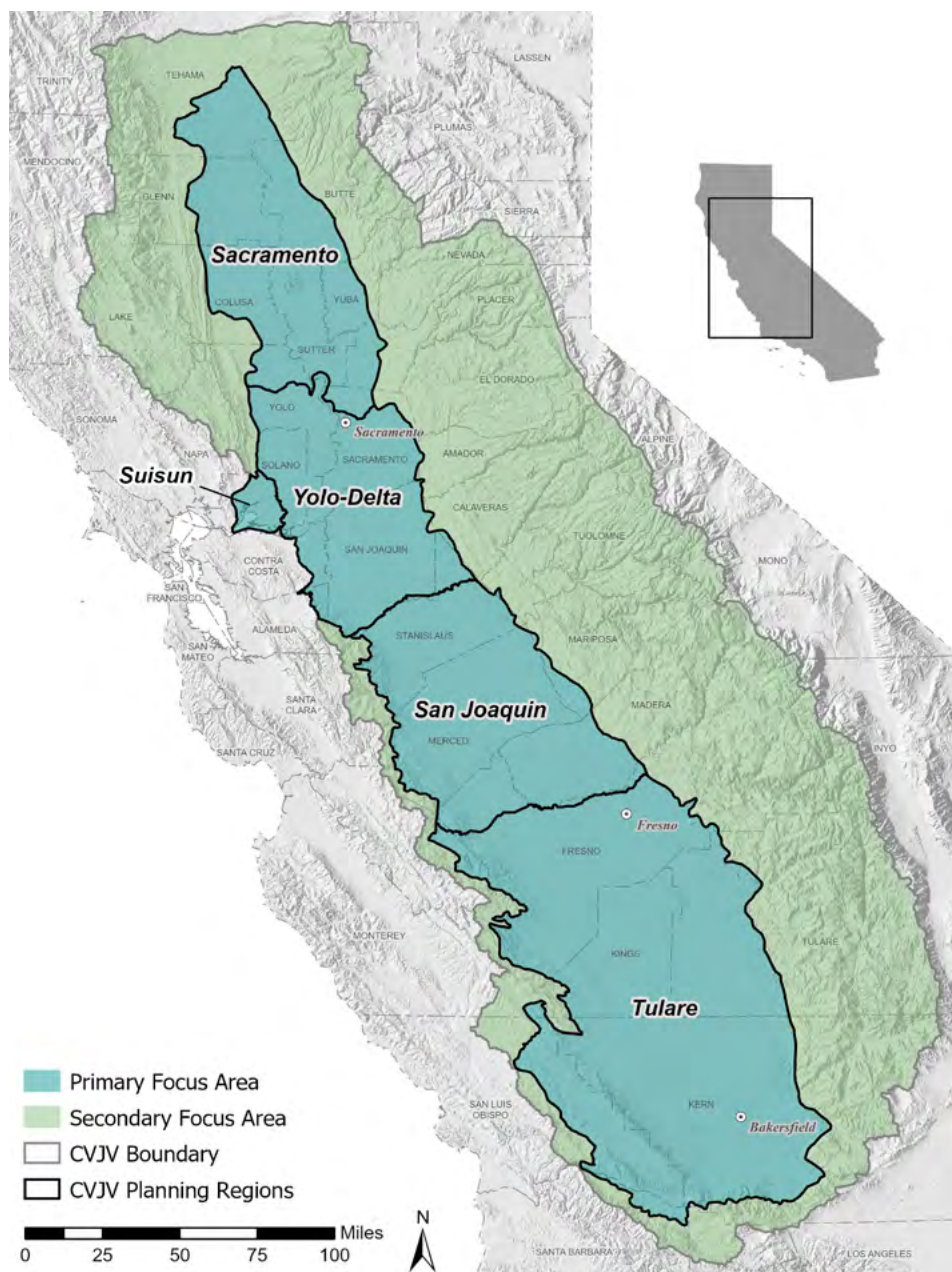 LASSEN
TRINITY
TEHAMA
PLUMAS
MENDOCINO
GLENN
BUTTE
SIERRA
Sacramento
NEVADA
COLUSA
YUBA
PLACER
LAKE
SUTTER
EL DORADO
YOLO
SONOMA
Sacramento
ALPINE
NAPA
SACRAMENTO
AMADOR
SOLANO
Suisun
Yolo-Delta
CALAVERAS
TUOLOMNE
SAN JOAQUIN
CONTRA
COSTA
MONO
SAN
FRANCISCO
ALAMEDA
STANISLAUS
MARIPOSA
SAN
MATEO
SANTA
CLARA
San Joaquin
MADERA
MERCED
SANTA CRUZ
INYO
Fresno
FRESNO
MONTEREY
TULARE
KINGS
Tulare
Primary Focus Area
Secondary Focus Area
CVJV Boundary
CVJV Planning Regions
SAN LUIS
OBISPO
KERN
Bakersfield
Miles
0 25 50 75 100
N
SANTA BARBARA
LOS ANGELES